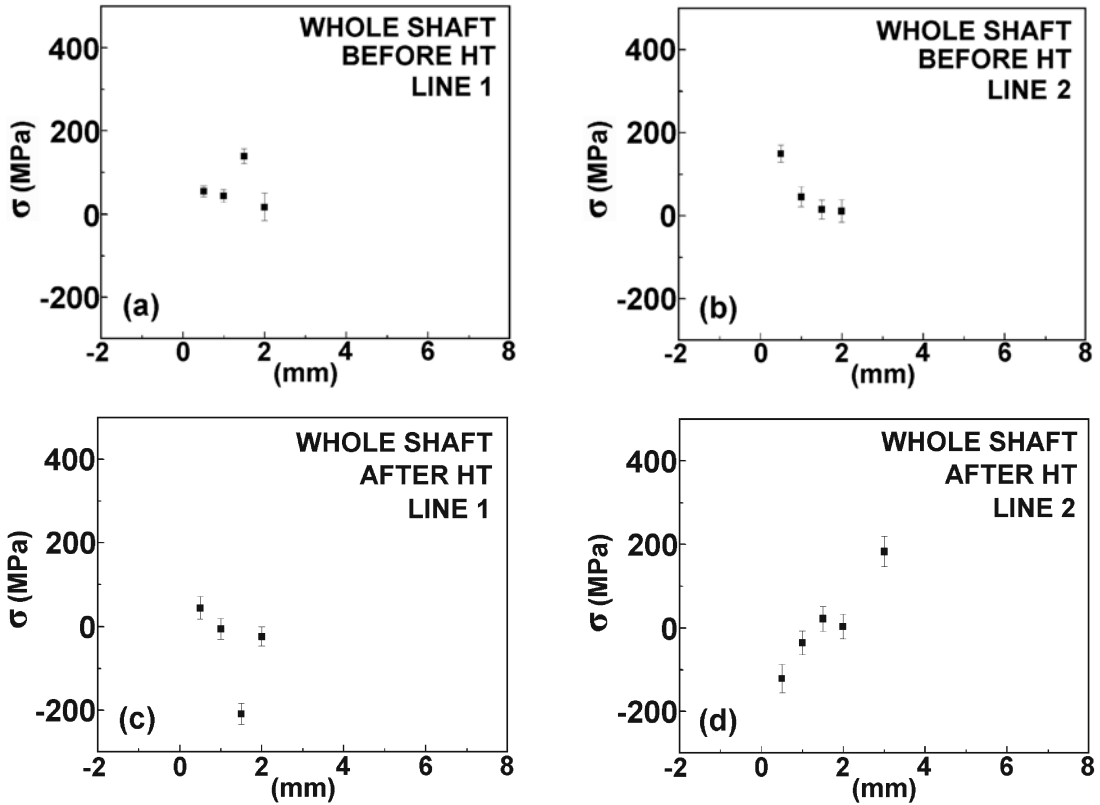 WHOLE SHAFT
BEFORE HT
LINE 1
400
200
0
-200
σ (MPa)
(a)
-2 0 2 4 6 8
(mm)
WHOLE SHAFT
BEFORE HT
LINE 2
400
200
0
-200
σ (MPa)
(b)
-2 0 2 4 6 8
(mm)
WHOLE SHAFT
AFTER HT
LINE 1
400
200
0
-200
σ (MPa)
(c)
-2 0 2 4 6 8
(mm)
WHOLE SHAFT
AFTER HT
LINE 2
400
200
0
-200
σ (MPa)
(d)
-2 0 2 4 6 8
(mm)